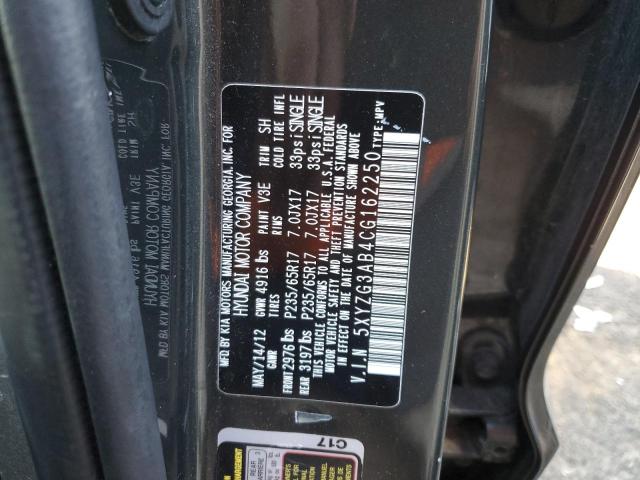 MFD BY KIA MOTORS MANUFACTURING GEORGIA, INC. FOR
HYUNDAI MOTOR COMPANY
MAY/14/12 GVWR 4916 lbs PAINT V3E TRIM SH
GAWR TIRES RIMS COLD TIRE INFL
FRONT 2976 lbs P235/65R17 7.0JX17 33psi SINGLE
REAR 3197 lbs P235/65R17 7.0JX17 33psi SINGLE
THIS VEHICLE CONFORMS TO ALL APPLICABLE U.S.A. FEDERAL
MOTOR VEHICLE SAFETY AND THEFT PREVENTION STANDARDS
IN EFFECT ON THE DATE OF MANUFACTURE SHOWN ABOVE.
V.I.N 5XYZG3AB4CG162250 TYPE: MPV
C17
MANAGEMENT
REAR 3